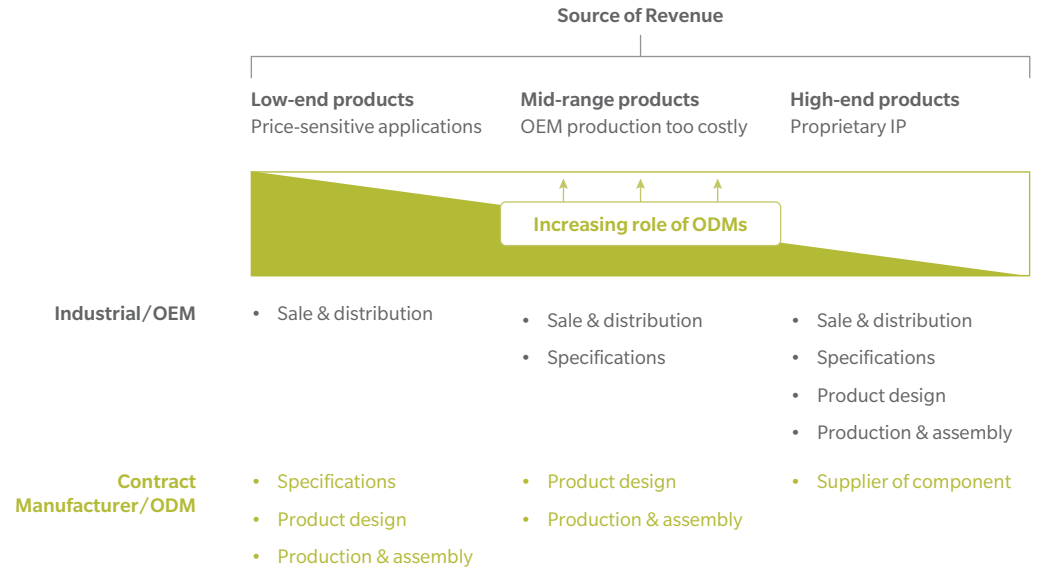 Source of Revenue
Low-end products
Price-sensitive applications
Mid-range products
OEM production too costly
High-end products
Proprietary IP
Increasing role of ODMs
Industrial/OEM
• Sale & distribution
• Sale & distribution
• Specifications
• Sale & distribution
• Specifications
• Product design
• Production & assembly
Contract
Manufacturer/ODM
• Specifications
• Product design
• Production & assembly
• Product design
• Production & assembly
• Supplier of component